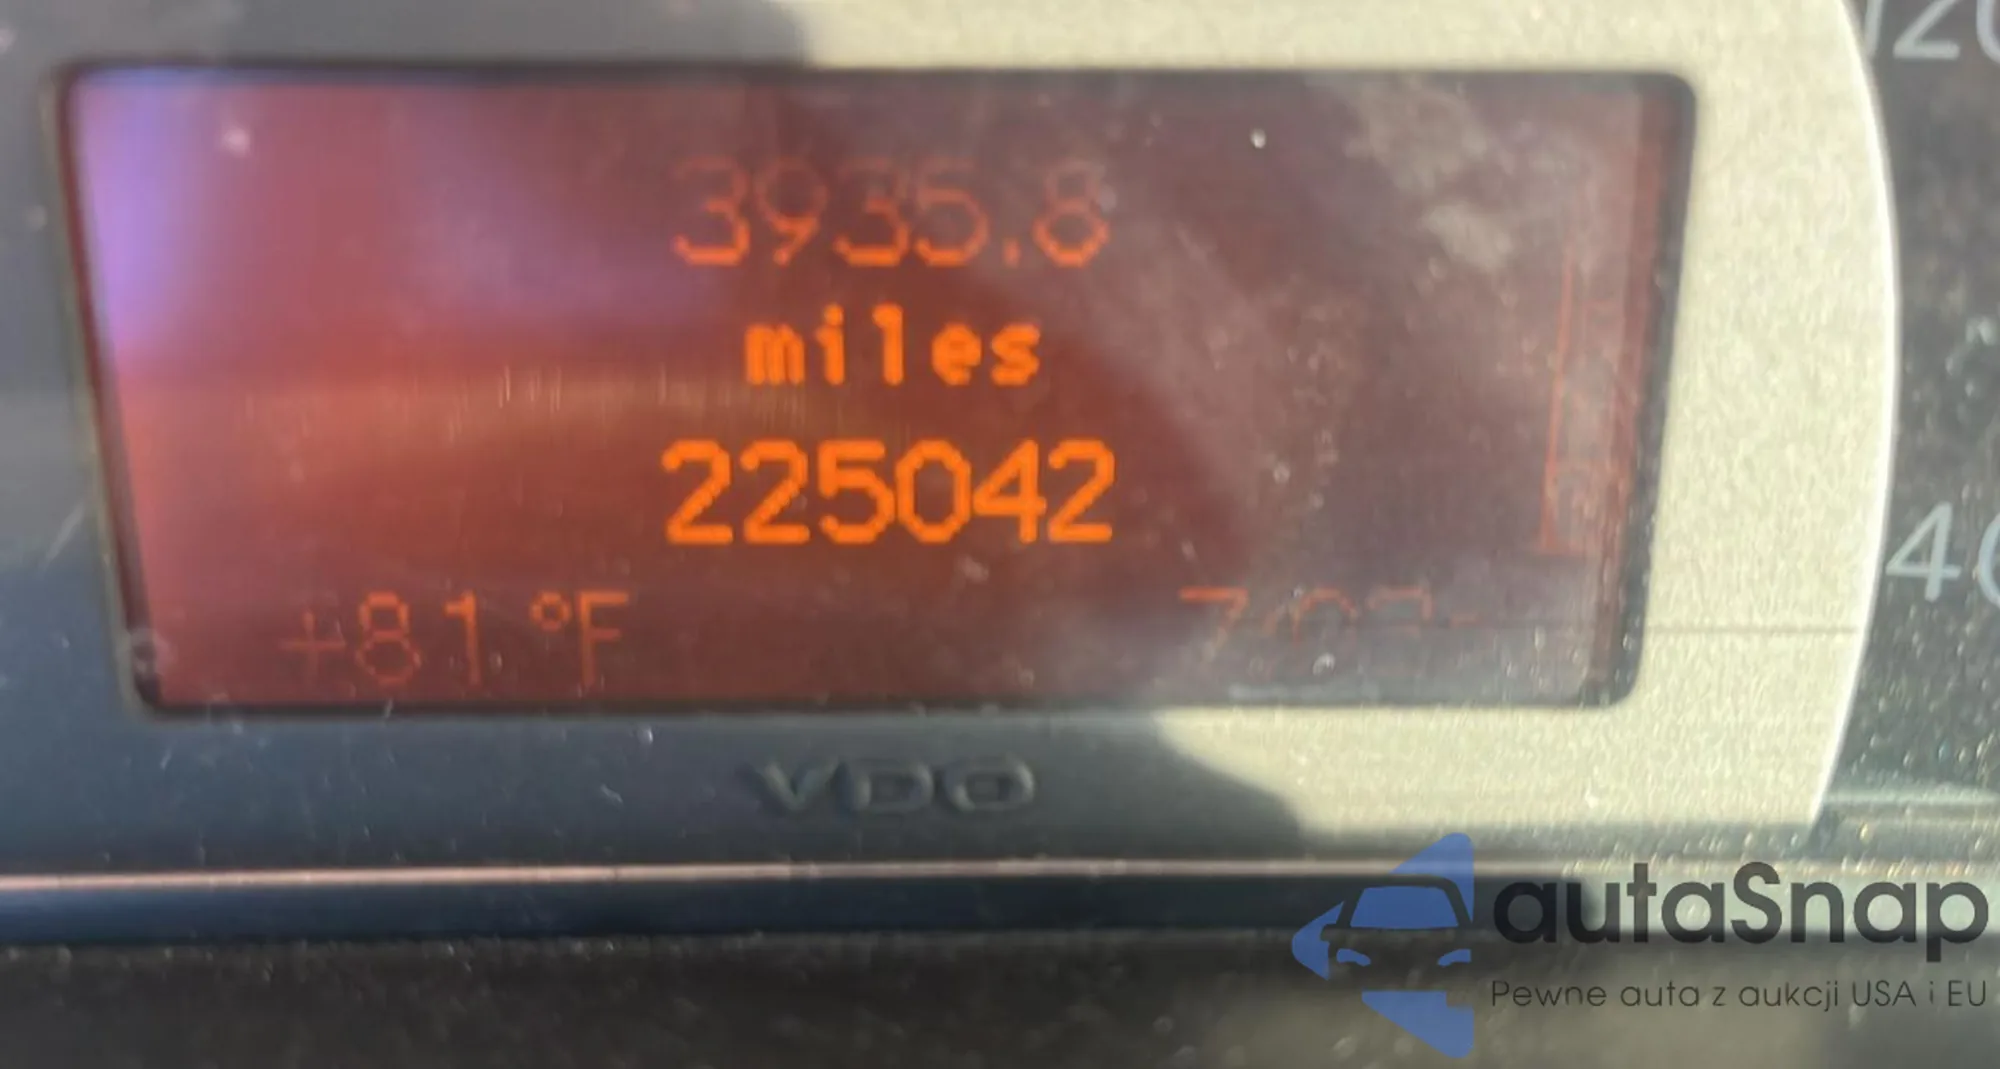 3935.8
miles
225042
+81°F
VDO
autaSnap
Pewne auta z aukcji USA i EU